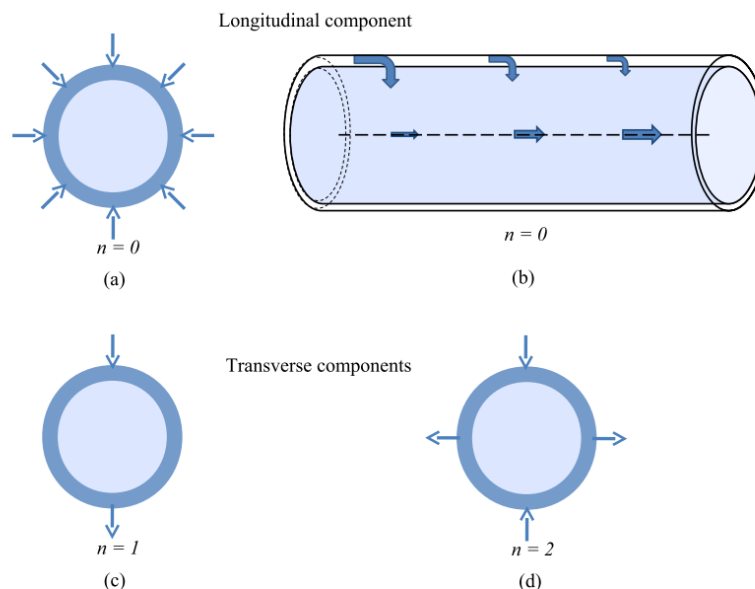 Longitudinal component
n = 0
(a)
n = 0
(b)
Transverse components
n = 1
(c)
n = 2
(d)